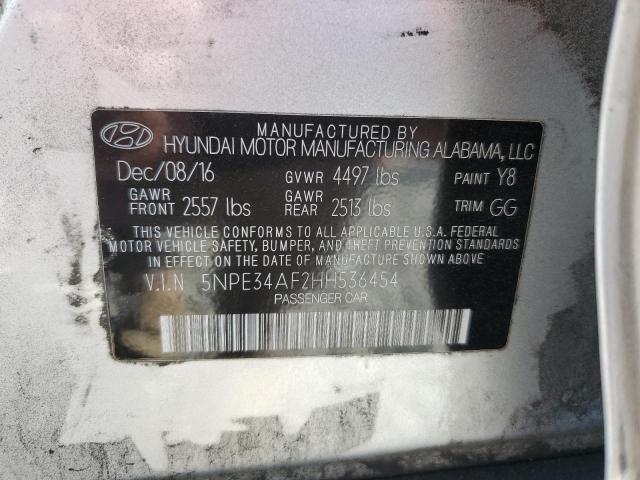 MANUFACTURED BY
HYUNDAI MOTOR MANUFACTURING ALABAMA, LLC
Dec/08/16 GVWR 4497 lbs PAINT Y8
GAWR FRONT 2557 lbs GAWR REAR 2513 lbs TRIM GG
THIS VEHICLE CONFORMS TO ALL APPLICABLE U.S.A. FEDERAL
MOTOR VEHICLE SAFETY, BUMPER, AND THEFT PREVENTION STANDARDS
IN EFFECT ON THE DATE OF MANUFACTURE SHOWN ABOVE.
V.I.N 5NPE34AF2HH536454
PASSENGER CAR